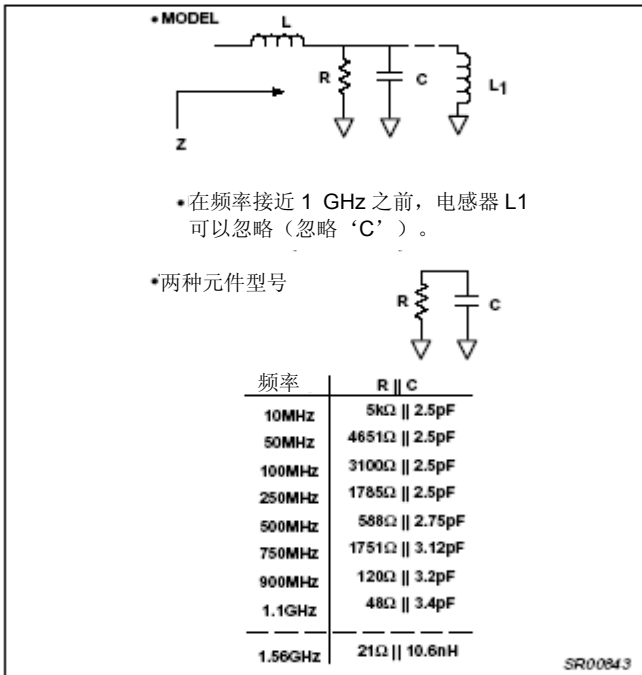 •MODEL
L
R
C
L1
Z
•在频率接近 1 GHz 之前，电感器 L1
可以忽略（忽略‘C’）。
•两种元件型号
R
C
频率 R || C
10MHz 5kΩ || 2.5pF
50MHz 4651Ω || 2.5pF
100MHz 3100Ω || 2.5pF
250MHz 1785Ω || 2.5pF
500MHz 588Ω || 2.75pF
750MHz 1751Ω || 3.12pF
900MHz 120Ω || 3.2pF
1.1GHz 48Ω || 3.4pF
1.56GHz 21Ω || 10.6nH
SR00843